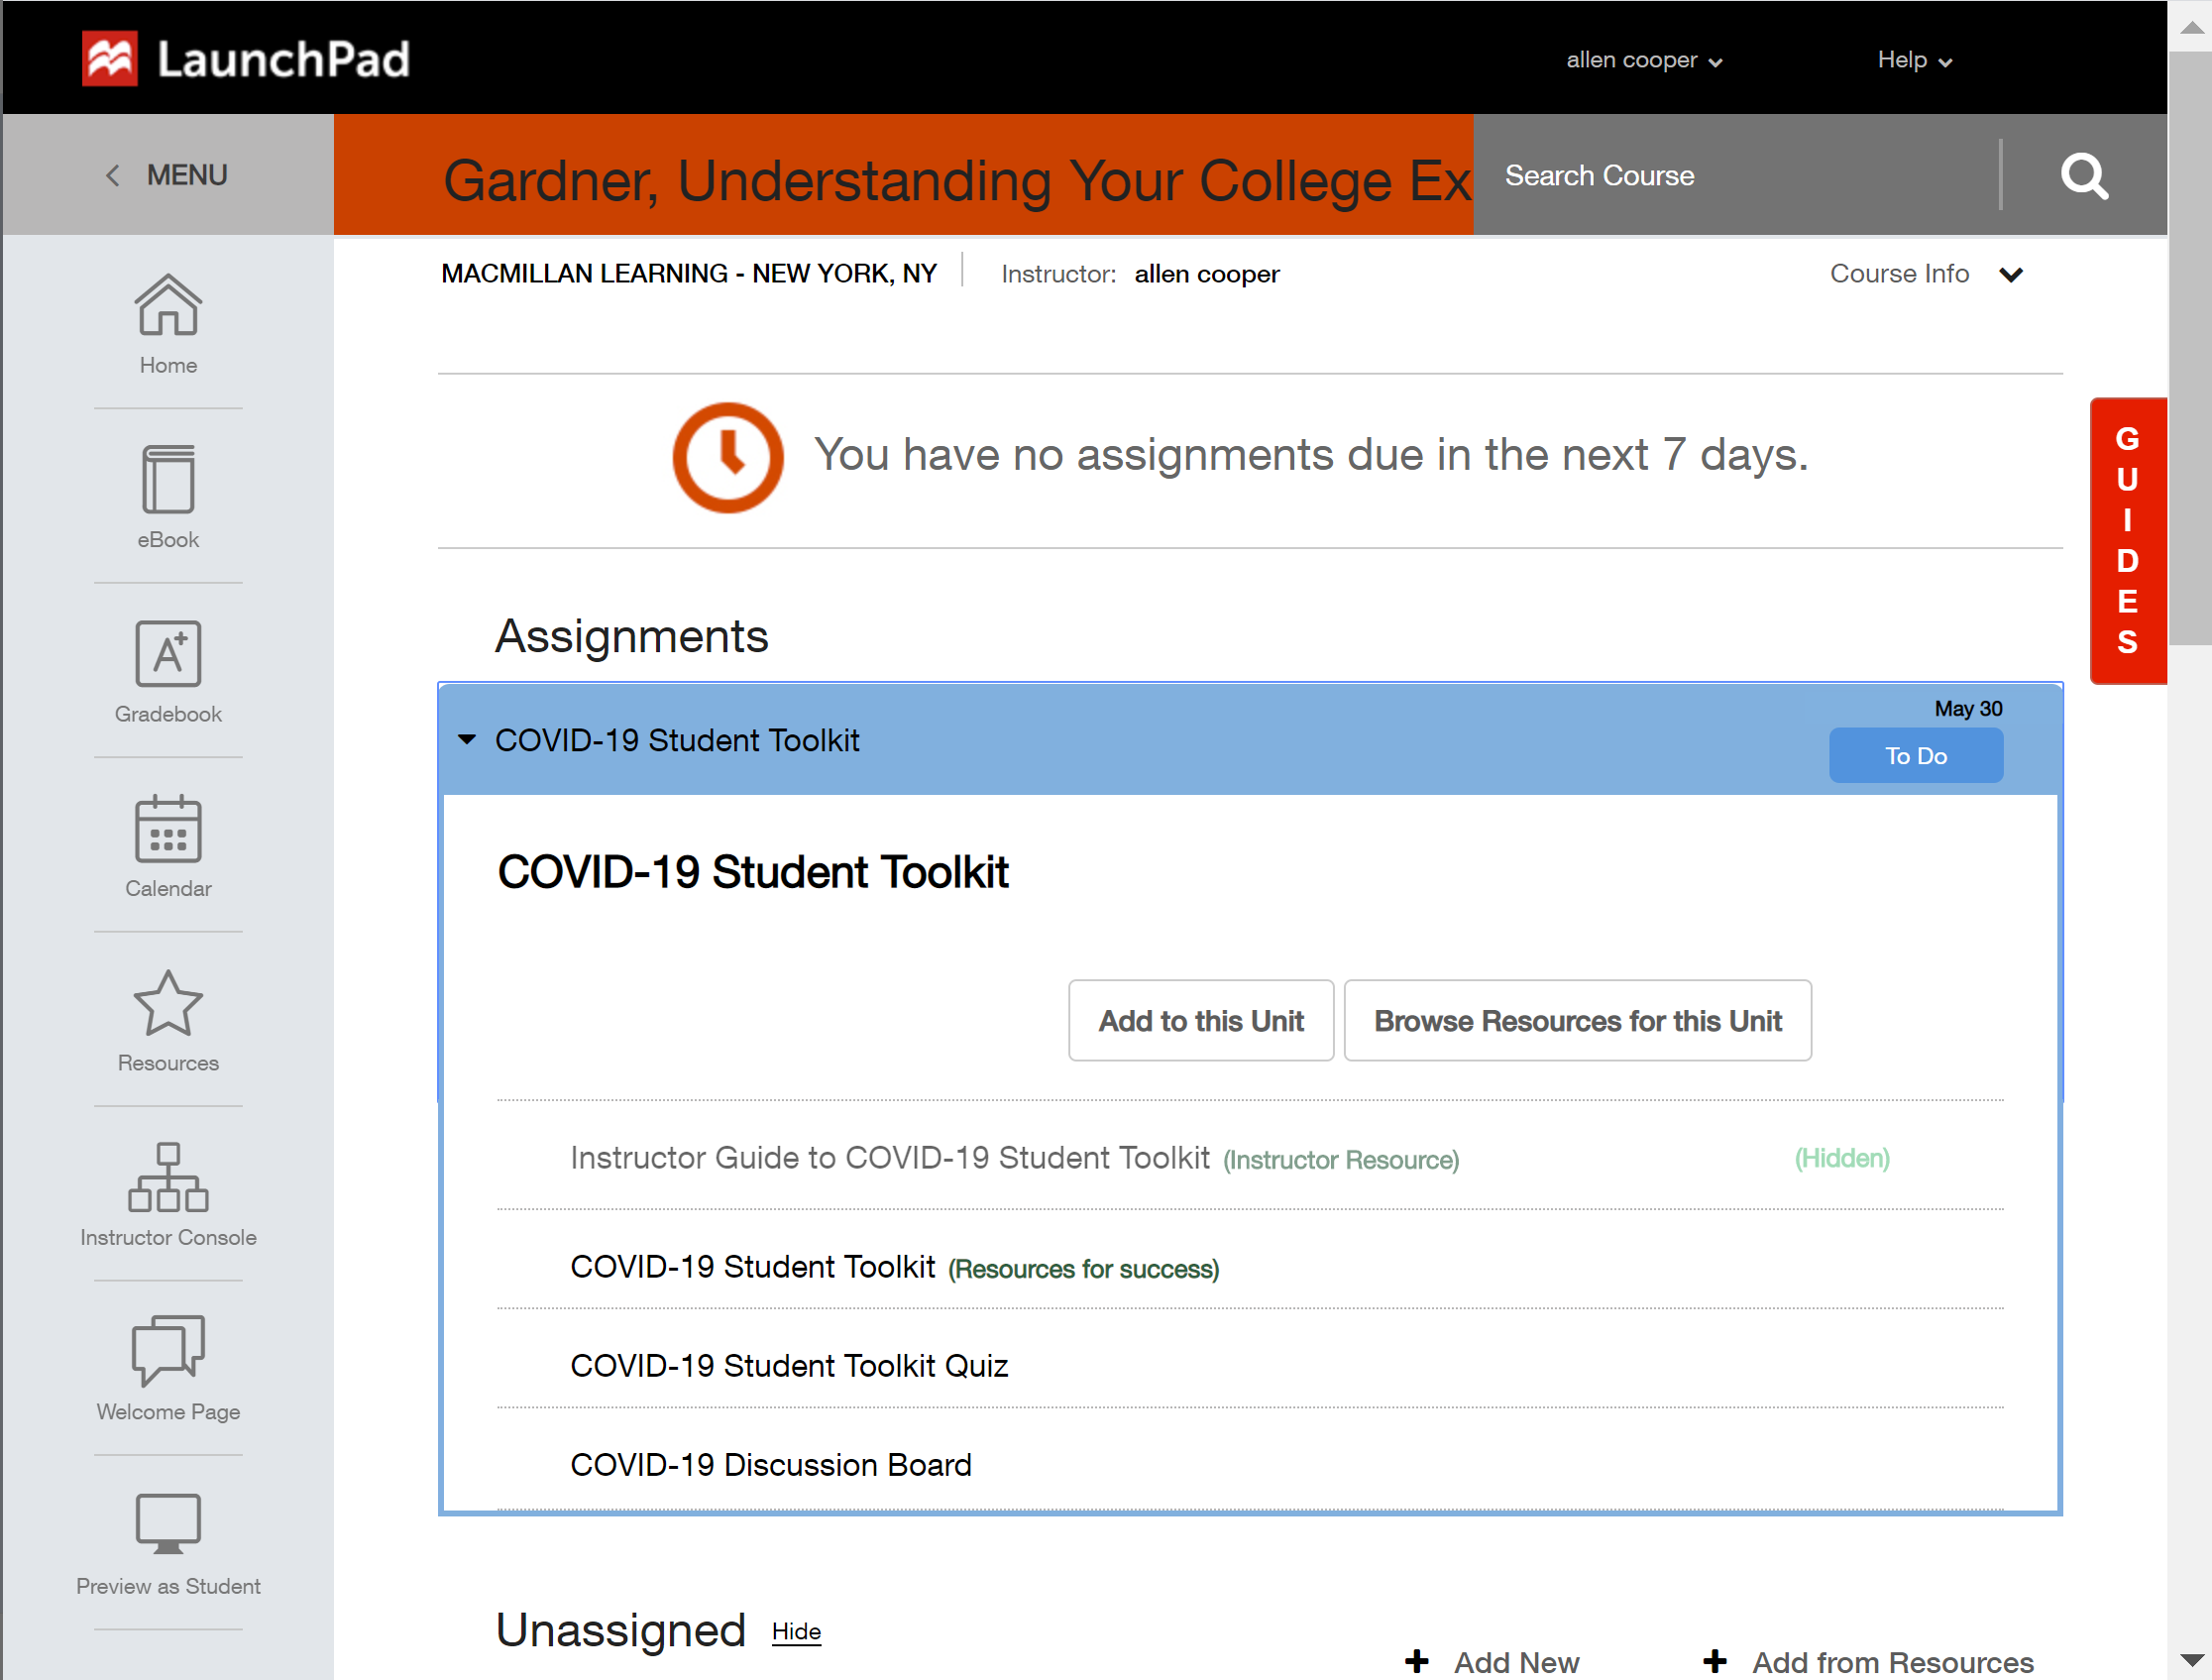 LaunchPad
allen cooper
Help
MENU
Gardner, Understanding Your College Ex
Search Course
MACMILLAN LEARNING - NEW YORK, NY
Instructor: allen cooper
Course Info
Home
eBook
Gradebook
Calendar
Resources
Instructor Console
Welcome Page
Preview as Student
You have no assignments due in the next 7 days.
GUIDES
Assignments
May 30
COVID-19 Student Toolkit
To Do
COVID-19 Student Toolkit
Add to this Unit
Browse Resources for this Unit
Instructor Guide to COVID-19 Student Toolkit (Instructor Resource) (Hidden)
COVID-19 Student Toolkit (Resources for success)
COVID-19 Student Toolkit Quiz
COVID-19 Discussion Board
Unassigned Hide
+ Add New
+ Add from Resources